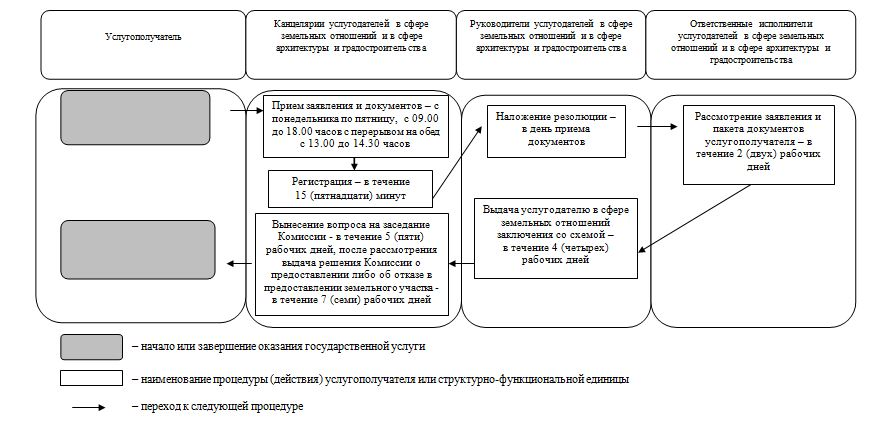 Услугополучатель
Канцелярии услугодателей в сфере
земельных отношений и в сфере
архитектуры и градостроительства
Руководители услугодателей в сфере
земельных отношений и в сфере
архитектуры и градостроительства
Ответственные исполнители
услугодателей в сфере земельных
отношений и в сфере архитектуры и
градостроительства
Прием заявления и документов – с
понедельника по пятницу, с 09.00
до 18.00 часов с перерывом на обед
с 13.00 до 14.30 часов
Регистрация – в течение
15 (пятнадцати) минут
Наложение резолюции –
в день приема
документов
Рассмотрение заявления и
пакета документов
услугополучателя – в
течение 2 (двух) рабочих
дней
Выдача услугодателю в сфере
земельных отношений
заключения со схемой –
в течение 4 (четырех)
рабочих дней
Вынесение вопроса на заседание
Комиссии - в течение 5 (пяти)
рабочих дней, после рассмотрения
выдача решения Комиссии о
предоставлении либо об отказе в
предоставлении земельного участка -
в течение 7 (семи) рабочих дней
– начало или завершение оказания государственной услуги
– наименование процедуры (действия) услугополучателя или структурно-функциональной единицы
– переход к следующей процедуре